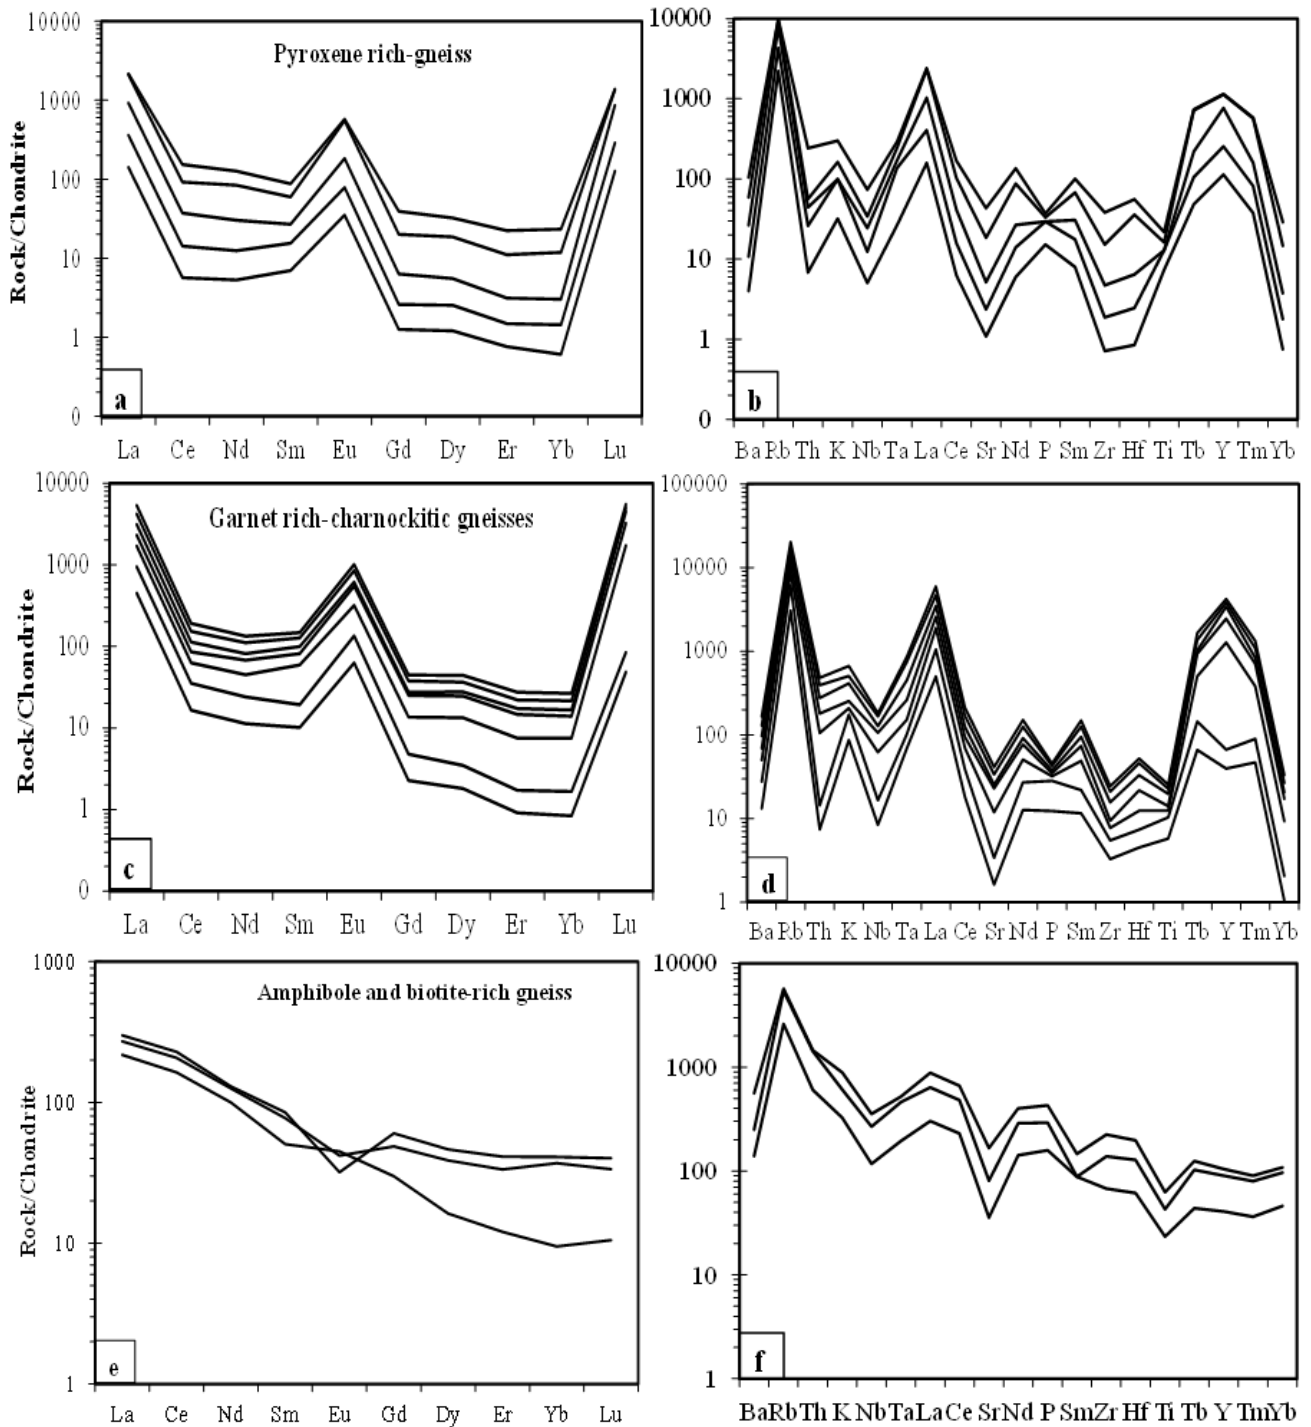 10000
1000
100
10
1
0
Rock/Chondrite
Pyroxene rich-gneiss
a
La Ce Nd Sm Eu Gd Dy Er Yb Lu
10000
1000
100
10
1
0
b
Ba Rb Th K Nb Ta La Ce Sr Nd P Sm Zr Hf Ti Tb Y Tm Yb
10000
1000
100
10
1
0
Rock/Chondrite
Garnet rich-charnockitic gneisses
c
La Ce Nd Sm Eu Gd Dy Er Yb Lu
100000
10000
1000
100
10
1
d
Ba Rb Th K Nb Ta La Ce Sr Nd P Sm Zr Hf Ti Tb Y Tm Yb
1000
100
10
1
Rock/Chondrite
Amphibole and biotite-rich gneiss
e
La Ce Nd Sm Eu Gd Dy Er Yb Lu
10000
1000
100
10
1
f
Ba Rb Th K Nb Ta La Ce Sr Nd P Sm Zr Hf Ti Tb Y Tm Yb